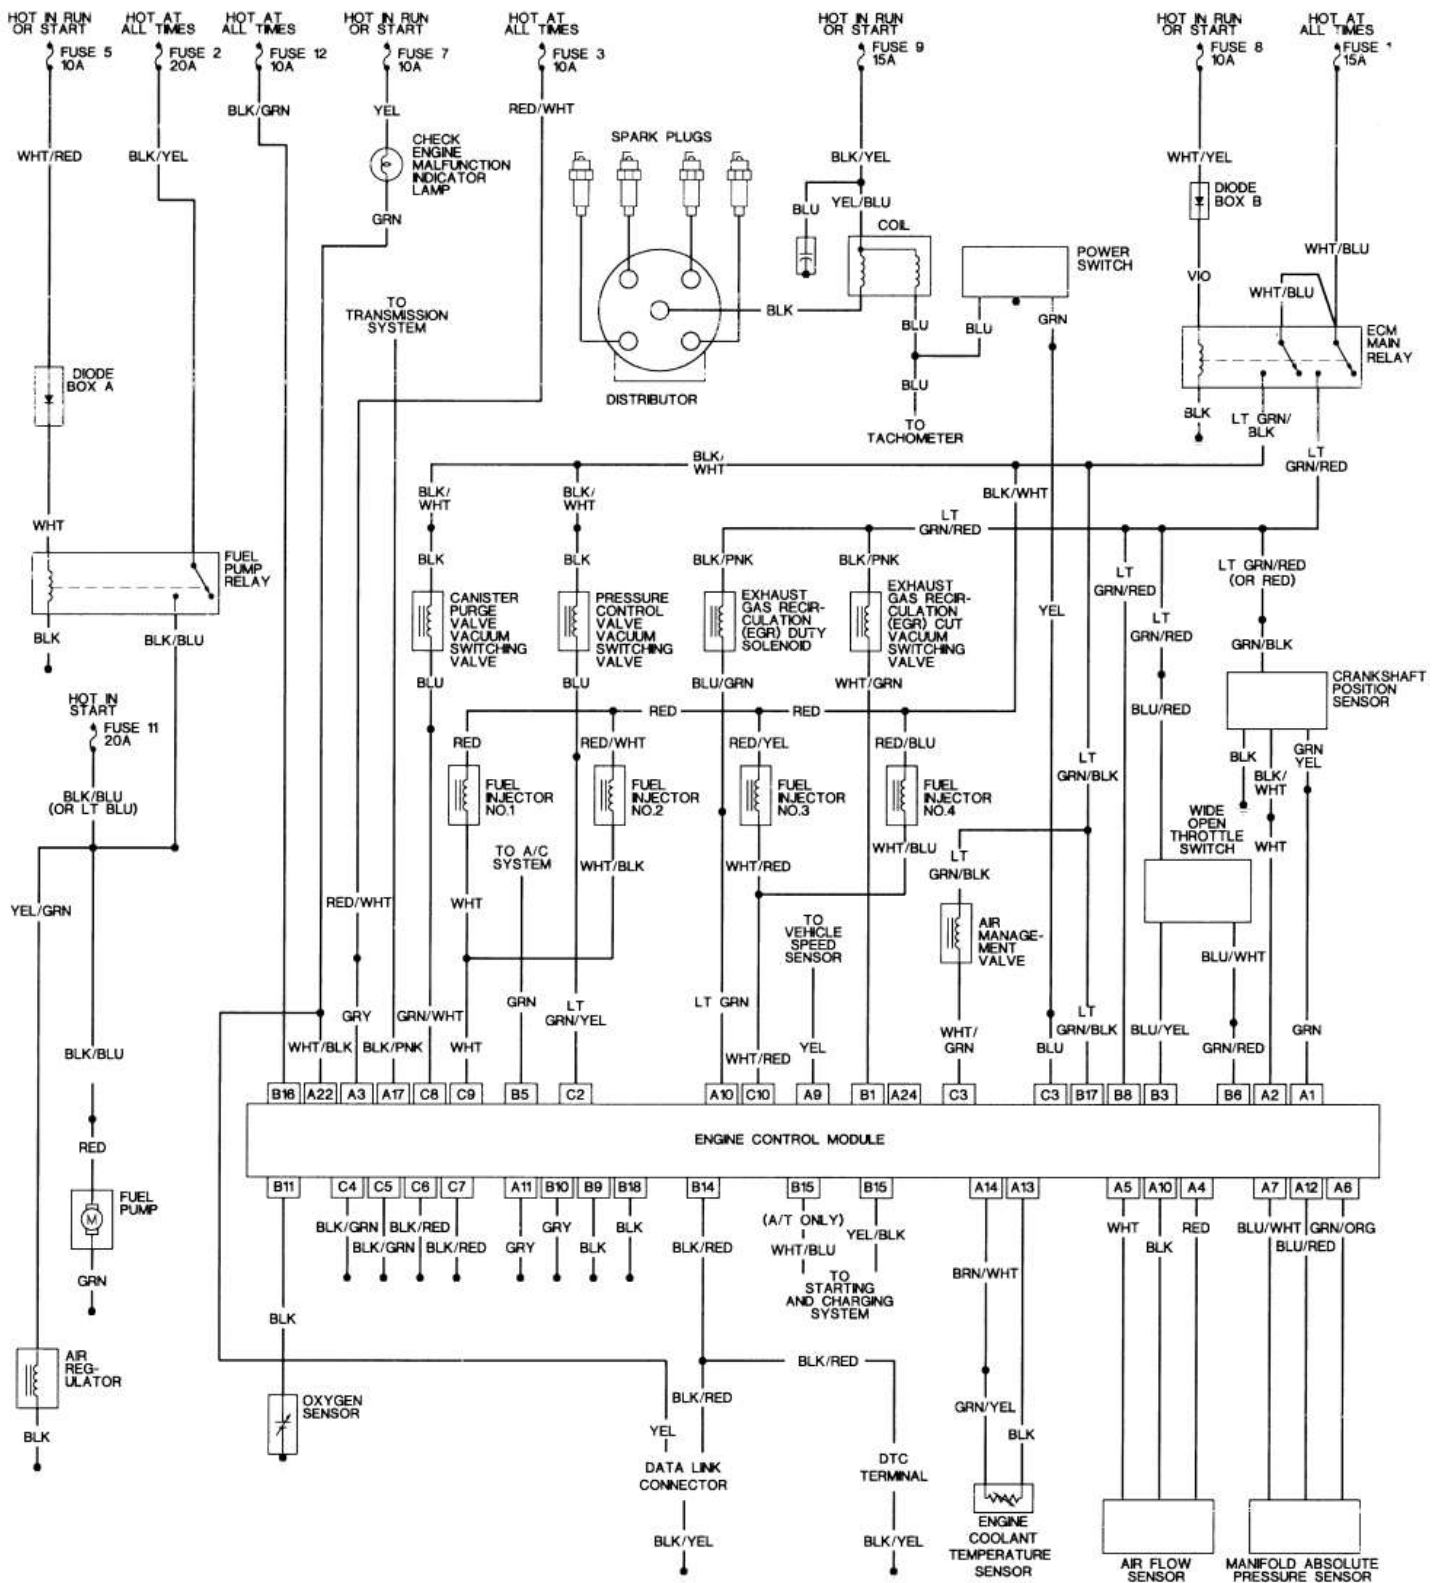 HOT IN RUN
OR START
HOT AT
ALL TIMES
HOT AT
ALL TIMES
HOT IN RUN
OR START
HOT AT
ALL TIMES
HOT IN RUN
OR START
HOT IN RUN
OR START
HOT AT
ALL TIMES
FUSE 5
10A
FUSE 2
20A
FUSE 12
10A
FUSE 7
10A
FUSE 3
10A
FUSE 9
15A
FUSE 8
10A
FUSE 1
15A
BLK/GRN
YEL
RED/WHT
WHT/RED
BLK/YEL
CHECK
ENGINE
MALFUNCTION
INDICATOR
LAMP
SPARK PLUGS
BLK/YEL
WHT/YEL
GRN
BLU
YEL/BLU
COIL
DIODE
BOX B
POWER
SWITCH
WHT/BLU
VIO
WHT/BLU
TO
TRANSMISSION
SYSTEM
BLK
BLU
BLU
GRN
ECM
MAIN
RELAY
DIODE
BOX A
DISTRIBUTOR
BLU
TO
TACHOMETER
BLK
LT GRN/
BLK
LT
GRN/RED
BLK/
WHT
BLK/
WHT
BLK/
WHT
BLK/WHT
WHT
LT
GRN/RED
FUEL
PUMP
RELAY
BLK
BLK
BLK/PNK
BLK/PNK
LT
GRN/RED
LT GRN/RED
(OR RED)
CANISTER
PURGE
VALVE
VACUUM
SWITCHING
VALVE
PRESSURE
CONTROL
VALVE
VACUUM
SWITCHING
VALVE
EXHAUST
GAS RECIR-
CULATION
(EGR) DUTY
SOLENOID
EXHAUST
GAS RECIR-
CULATION
(EGR) CUT
VACUUM
SWITCHING
VALVE
YEL
LT
GRN/RED
GRN/BLK
BLK
BLK/BLU
BLU
BLU
BLU/GRN
WHT/GRN
CRANKSHAFT
POSITION
SENSOR
HOT IN
START
FUSE 11
20A
RED
RED
BLU/RED
RED
RED/WHT
RED/YEL
RED/BLU
BLK
BLK/
WHT
GRN
YEL
LT
GRN/BLK
BLK/BLU
(OR LT BLU)
FUEL
INJECTOR
NO.1
FUEL
INJECTOR
NO.2
FUEL
INJECTOR
NO.3
FUEL
INJECTOR
NO.4
WIDE
OPEN
THROTTLE
SWITCH
WHT
TO A/C
SYSTEM
WHT/BLK
WHT/RED
WHT/BLU
LT
GRN/BLK
YEL/GRN
RED/WHT
WHT
TO
VEHICLE
SPEED
SENSOR
AIR
MANAGE-
MENT
VALVE
BLU/WHT
GRN
LT
GRN/YEL
LT GRN
BLK/BLU
WHT/BLK
GRY
BLK/PNK
GRN/WHT
WHT
WHT/RED
YEL
WHT/
GRN
BLU
LT
GRN/BLK
BLU/YEL
GRN/RED
GRN
B16
A22
A3
A17
C8
C9
B5
C2
A10
C10
A9
B1
A24
C3
C3
B17
B8
B3
B6
A2
A1
ENGINE CONTROL MODULE
RED
B11
C4
C5
C6
C7
A11
B10
B9
B18
B14
B15
B15
A14
A13
A5
A10
A4
A7
A12
A6
FUEL
PUMP
M
GRN
BLK/GRN
BLK/GRN
BLK/RED
BLK/RED
GRY
GRY
BLK
BLK
BLK/RED
(A/T ONLY)
WHT/BLU
YEL/BLK
TO
STARTING
AND CHARGING
SYSTEM
BRN/WHT
WHT
BLK
RED
BLU/WHT
BLU/RED
GRN/ORG
BLK
AIR
REG-
ULATOR
BLK
OXYGEN
SENSOR
BLK/RED
BLK/RED
YEL
GRN/YEL
BLK
DATA LINK
CONNECTOR
DTC
TERMINAL
BLK/YEL
BLK/YEL
ENGINE
COOLANT
TEMPERATURE
SENSOR
AIR FLOW
SENSOR
MANIFOLD ABSOLUTE
PRESSURE SENSOR